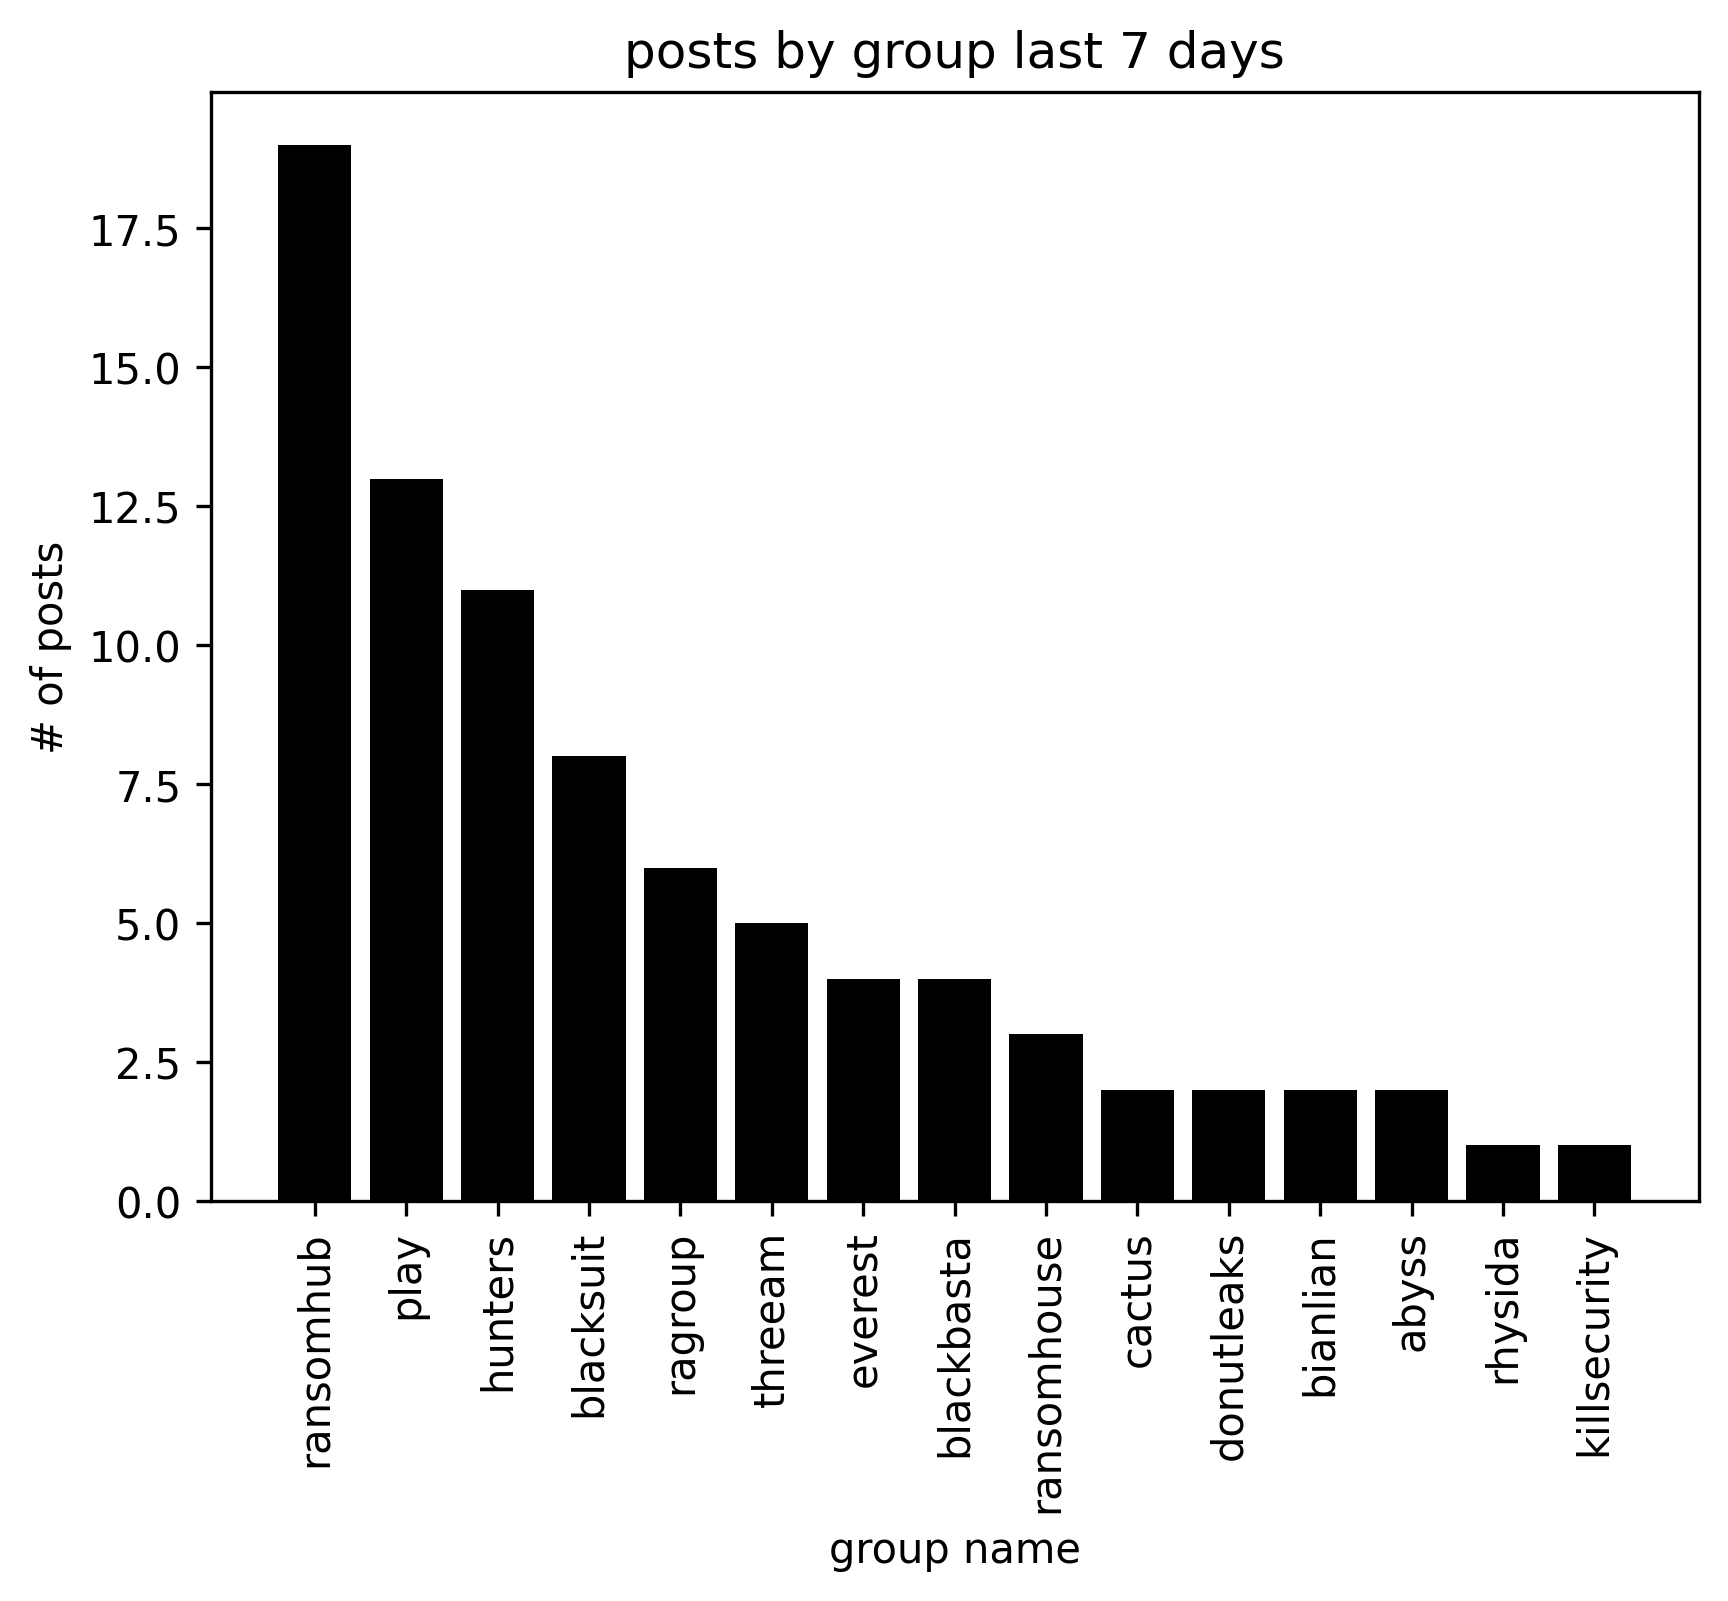 posts by group last 7 days
# of posts
17.5
15.0
12.5
10.0
7.5
5.0
2.5
0.0
ransomhub
play
hunters
blacksuit
ragroup
threeam
everest
blackbasta
ransomhouse
cactus
donutleaks
bianlian
abyss
rhysida
killsecurity
group name